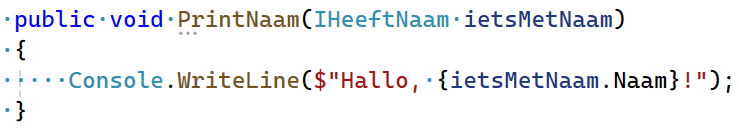 public void PrintNaam(IHeeftNaam ietsMetNaam)
{
    Console.WriteLine($"Hallo, {ietsMetNaam.Naam}!");
}